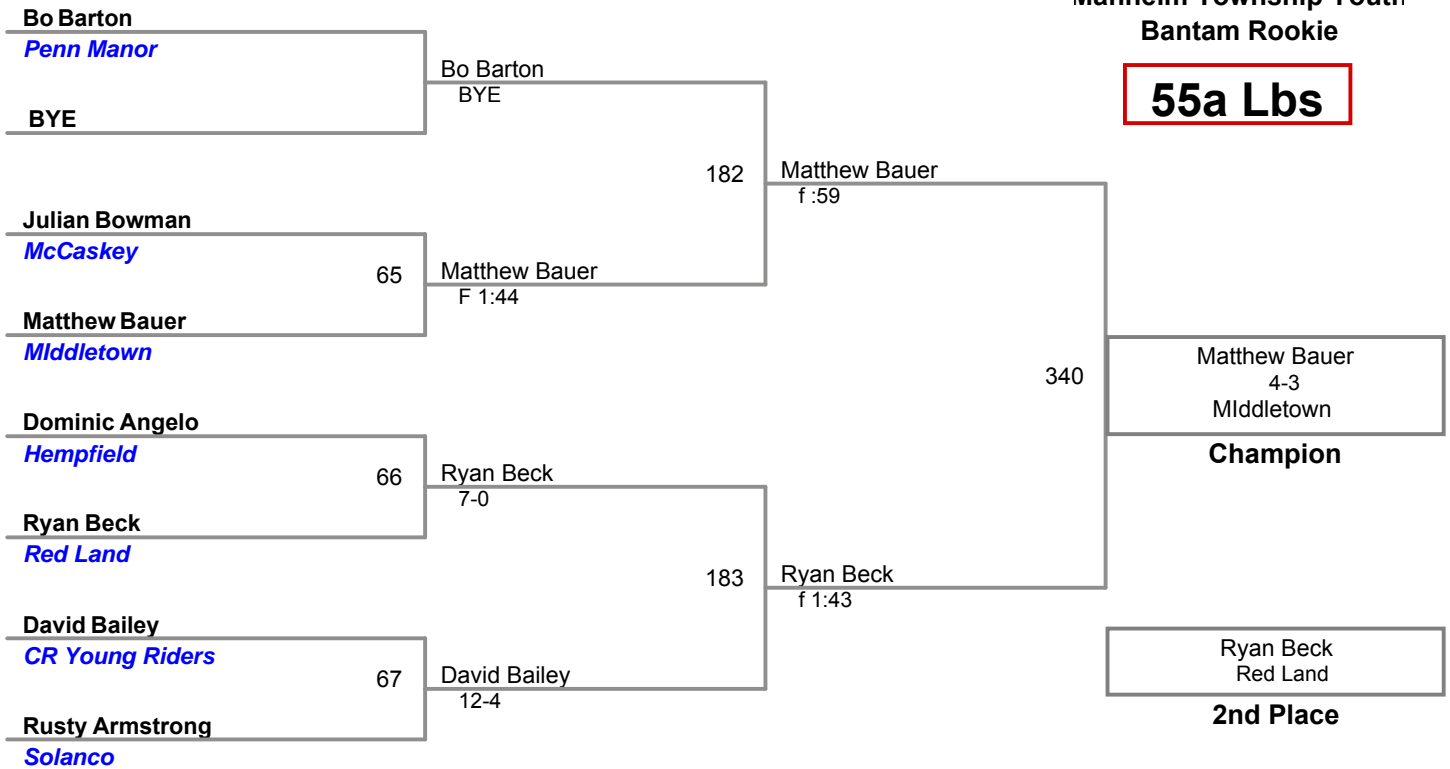 Manheim Township Youth
Bantam Rookie
55a Lbs
Bo Barton
Penn Manor
BYE
Julian Bowman
McCaskey
Matthew Bauer
MIddletown
Dominic Angelo
Hempfield
Ryan Beck
Red Land
David Bailey
CR Young Riders
Rusty Armstrong
Solanco
Bo Barton
BYE
65
Matthew Bauer
F 1:44
66
Ryan Beck
7-0
67
David Bailey
12-4
182
Matthew Bauer
f :59
183
Ryan Beck
f 1:43
340
Matthew Bauer
4-3
MIddletown
Champion
Ryan Beck
Red Land
2nd Place